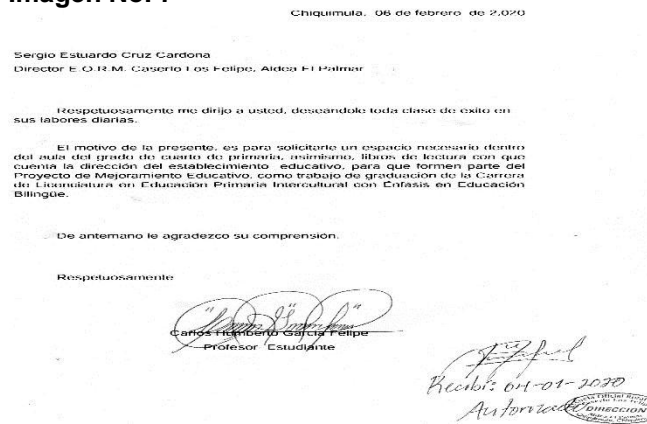 Imagen No.
Chiquimula, 06 de febrero de 2,020
Sergio Estuardo Cruz Cardona
Director E.O.R.M. Caserío Los Felipe, Aldea El Palmar
Respetuosamente me dirijo a usted, deseándole toda clase de éxito en
sus labores diarias.
El motivo de la presente, es para solicitarle un espacio necesario dentro
del aula del grado de cuarto de primaria, asimismo, libros de lectura con que
cuenta la dirección del establecimiento educativo, para que formen parte del
Proyecto de Mejoramiento Educativo, como trabajo de graduación de la Carrera
de Licenciatura en Educación Primaria Intercultural con Énfasis en Educación
Bilingüe.
De antemano le agradezco su comprensión.
Respetuosamente
Carlos Humberto García Felipe
Profesor Estudiante
Recibí: 04-01-2020
Autorizado
DIRECCION